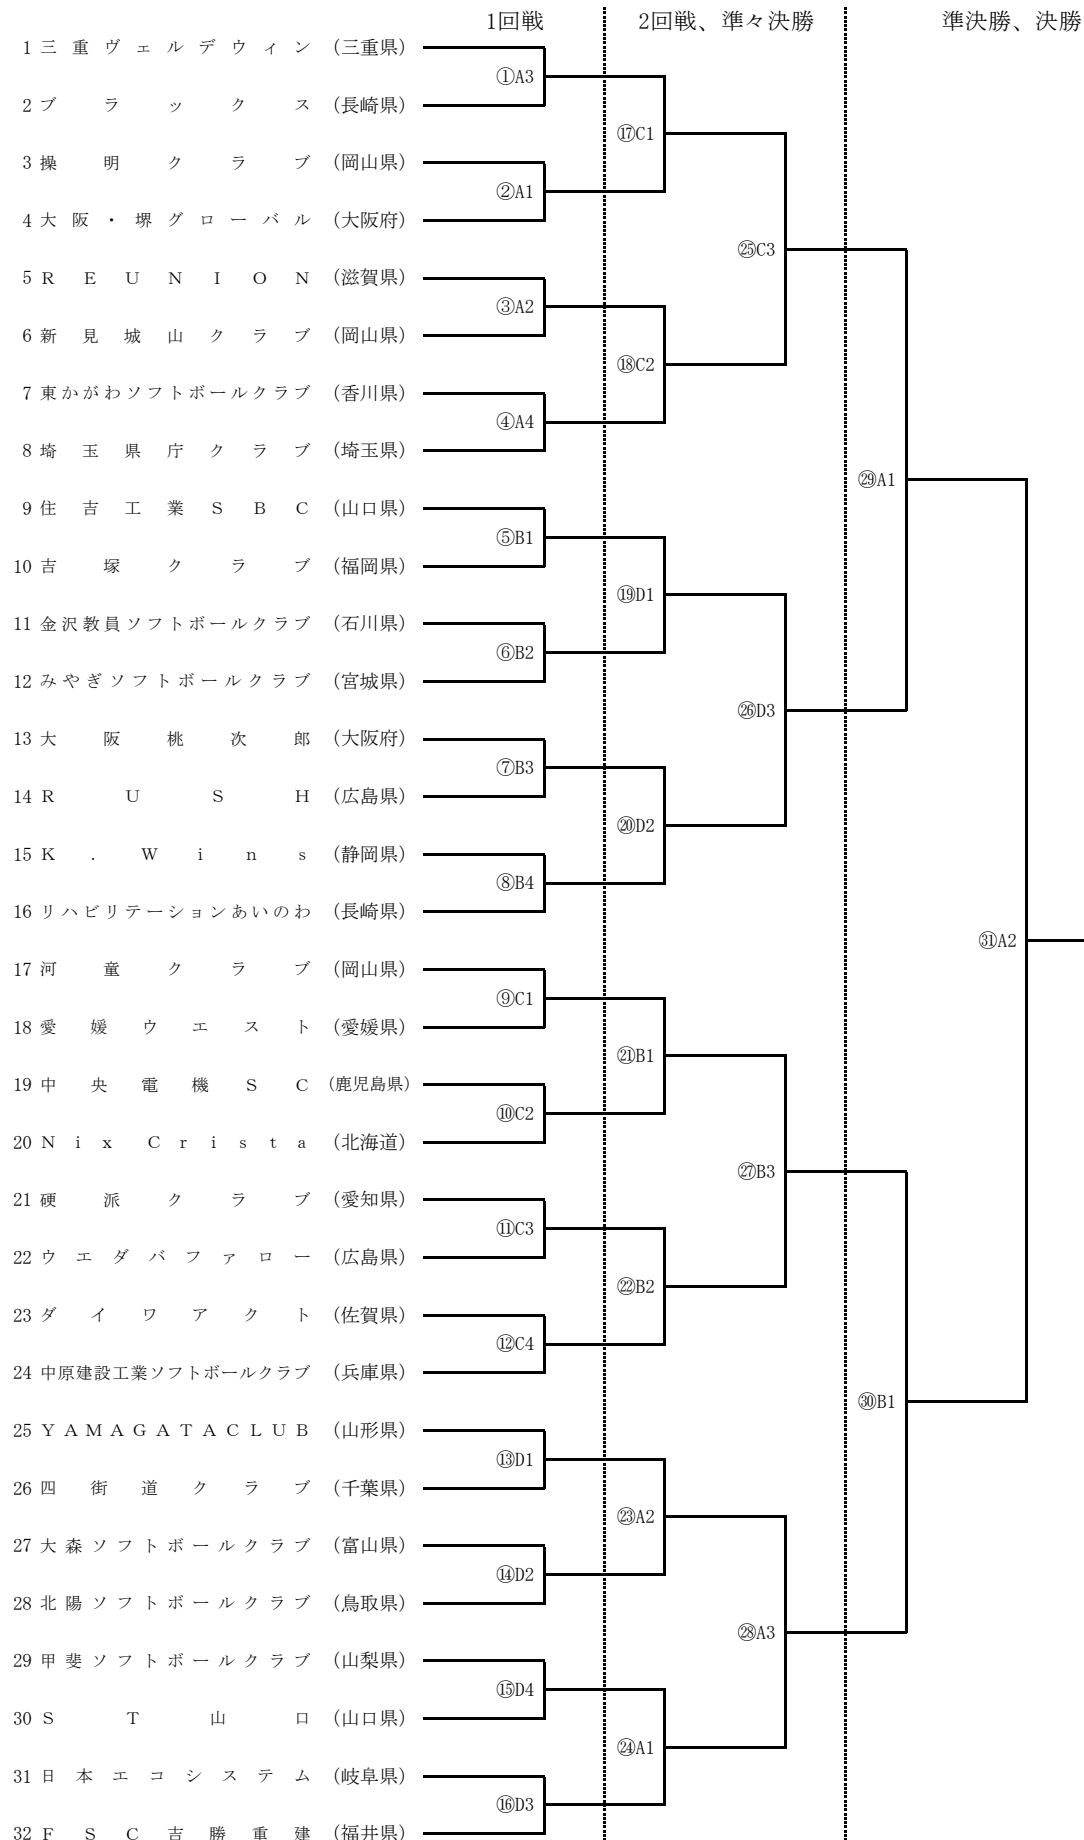 1回戦 2回戦、準々決勝 準決勝、決勝
1 三重ヴェルデウィン (三重県)
①A3
2 ブラックス (長崎県)
⑰C1
3 操明クラブ (岡山県)
②A1
4 大阪・堺グローバル (大阪府)
㉕C3
5 REUNION (滋賀県)
③A2
6 新見城山クラブ (岡山県)
⑱C2
7 東かがわソフトボールクラブ (香川県)
④A4
8 埼玉県庁クラブ (埼玉県)
㉙A1
9 住吉工業SBC (山口県)
⑤B1
10 吉塚クラブ (福岡県)
⑲D1
11 金沢教員ソフトボールクラブ (石川県)
⑥B2
12 みやぎソフトボールクラブ (宮城県)
㉖D3
13 大阪桃次郎 (大阪府)
⑦B3
14 RUSH (広島県)
⑳D2
15 K.Wins (静岡県)
⑧B4
16 リハビリテーションあいのわ (長崎県)
㉛A2
17 河童クラブ (岡山県)
⑨C1
18 愛媛ウエスト (愛媛県)
㉑B1
19 中央電機SC (鹿児島県)
⑩C2
20 Nix Crista (北海道)
㉗B3
21 硬派クラブ (愛知県)
⑪C3
22 ウエダバファロー (広島県)
㉒B2
23 ダイワアクト (佐賀県)
⑫C4
24 中原建設工業ソフトボールクラブ (兵庫県)
㉚B1
25 YAMAGATACLUB (山形県)
⑬D1
26 四街道クラブ (千葉県)
㉓A2
27 大森ソフトボールクラブ (富山県)
⑭D2
28 北陽ソフトボールクラブ (鳥取県)
㉘A3
29 甲斐ソフトボールクラブ (山梨県)
⑮D4
30 ST山口 (山口県)
㉔A1
31 日本エコシステム (岐阜県)
⑯D3
32 FSC吉勝重建 (福井県)